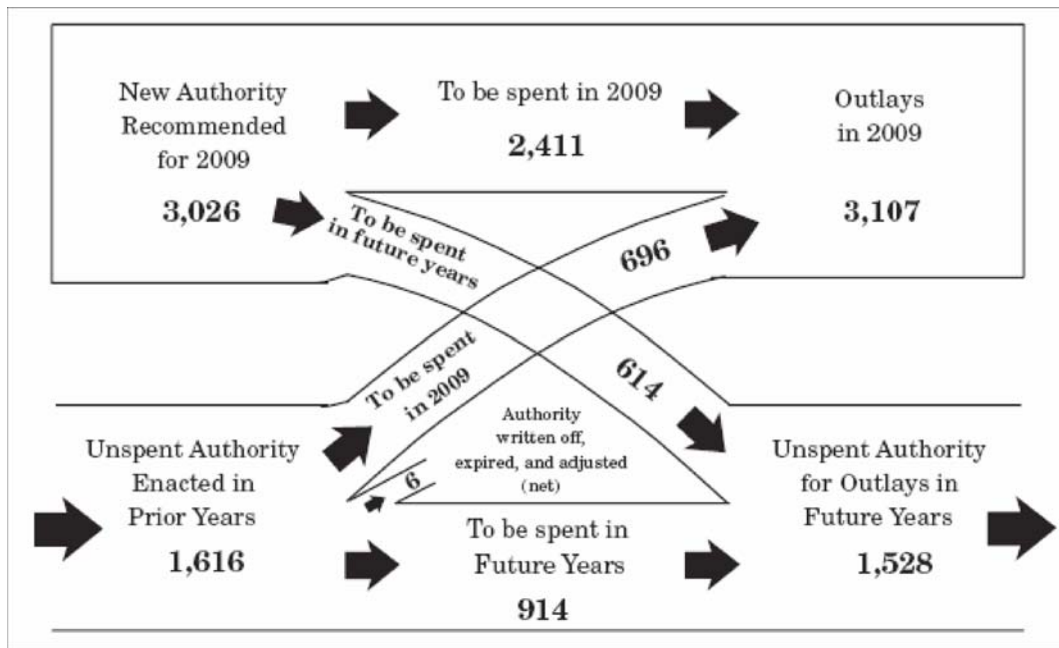 New Authority
Recommended
for 2009
3,026
To be spent in 2009
2,411
Outlays
in 2009
3,107
To be spent
in future years
696
To be spent
in 2009
614
Authority
written off,
expired, and adjusted
(net)
6
Unspent Authority
Enacted in
Prior Years
1,616
To be spent in
Future Years
914
Unspent Authority
for Outlays in
Future Years
1,528